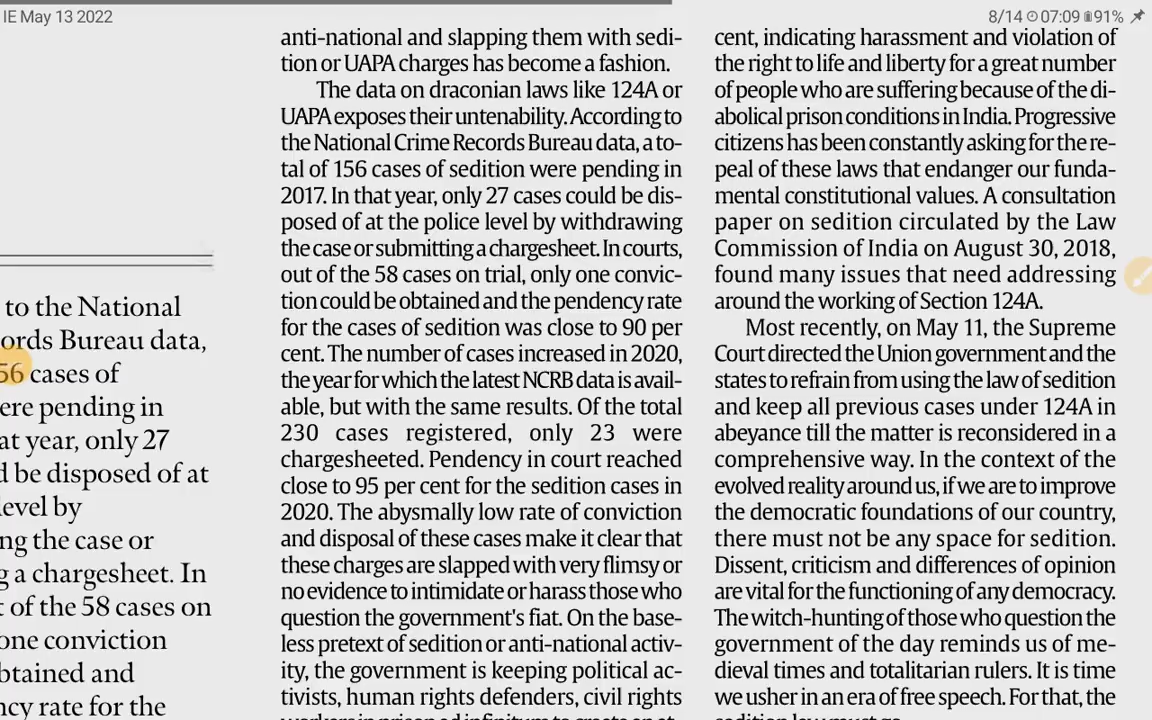 IE May 13 2022
8/14 07:09 91%
to the National
ords Bureau data,
56 cases of
ere pending in
at year, only 27
d be disposed of at
level by
ng the case or
g a chargesheet. In
t of the 58 cases on
one conviction
btained and
ncy rate for the
anti-national and slapping them with sedi-
tion or UAPA charges has become a fashion.
The data on draconian laws like 124A or
UAPA exposes their untenability. According to
the National Crime Records Bureau data, a to-
tal of 156 cases of sedition were pending in
2017. In that year, only 27 cases could be dis-
posed of at the police level by withdrawing
the case or submitting a chargesheet. In courts,
out of the 58 cases on trial, only one convic-
tion could be obtained and the pendency rate
for the cases of sedition was close to 90 per
cent. The number of cases increased in 2020,
the year for which the latest NCRB data is avail-
able, but with the same results. Of the total
230 cases registered, only 23 were
chargesheeted. Pendency in court reached
close to 95 per cent for the sedition cases in
2020. The abysmally low rate of conviction
and disposal of these cases make it clear that
these charges are slapped with very flimsy or
no evidence to intimidate or harass those who
question the government's fiat. On the base-
less pretext of sedition or anti-national activ-
ity, the government is keeping political ac-
tivists, human rights defenders, civil rights
cent, indicating harassment and violation of
the right to life and liberty for a great number
of people who are suffering because of the di-
abolical prison conditions in India. Progressive
citizens has been constantly asking for the re-
peal of these laws that endanger our funda-
mental constitutional values. A consultation
paper on sedition circulated by the Law
Commission of India on August 30, 2018,
found many issues that need addressing
around the working of Section 124A.
Most recently, on May 11, the Supreme
Court directed the Union government and the
states to refrain from using the law of sedition
and keep all previous cases under 124A in
abeyance till the matter is reconsidered in a
comprehensive way. In the context of the
evolved reality around us, if we are to improve
the democratic foundations of our country,
there must not be any space for sedition.
Dissent, criticism and differences of opinion
are vital for the functioning of any democracy.
The witch-hunting of those who question the
government of the day reminds us of me-
dieval times and totalitarian rulers. It is time
we usher in an era of free speech. For that, the
sedition law must go.